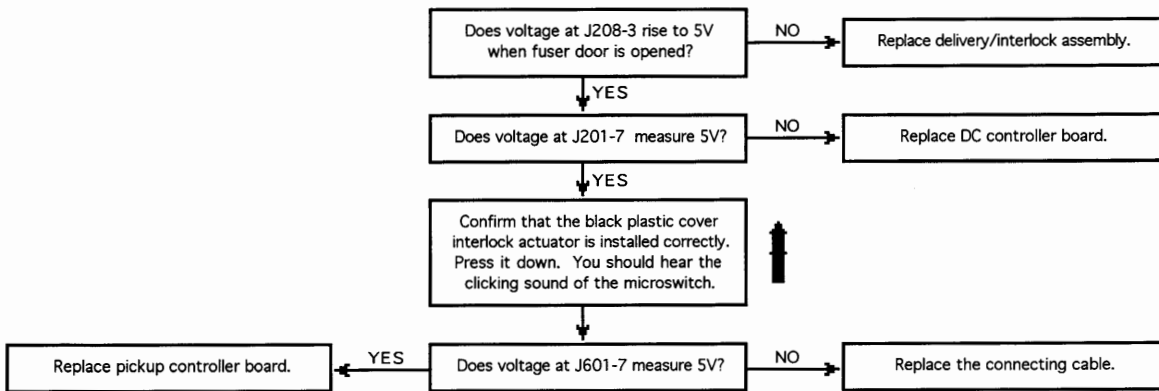 Does voltage at J208-3 rise to 5V
when fuser door is opened?
NO
Replace delivery/interlock assembly.
YES
Does voltage at J201-7 measure 5V?
NO
Replace DC controller board.
YES
Confirm that the black plastic cover
interlock actuator is installed correctly.
Press it down. You should hear the
clicking sound of the microswitch.
Replace pickup controller board.
YES
Does voltage at J601-7 measure 5V?
NO
Replace the connecting cable.